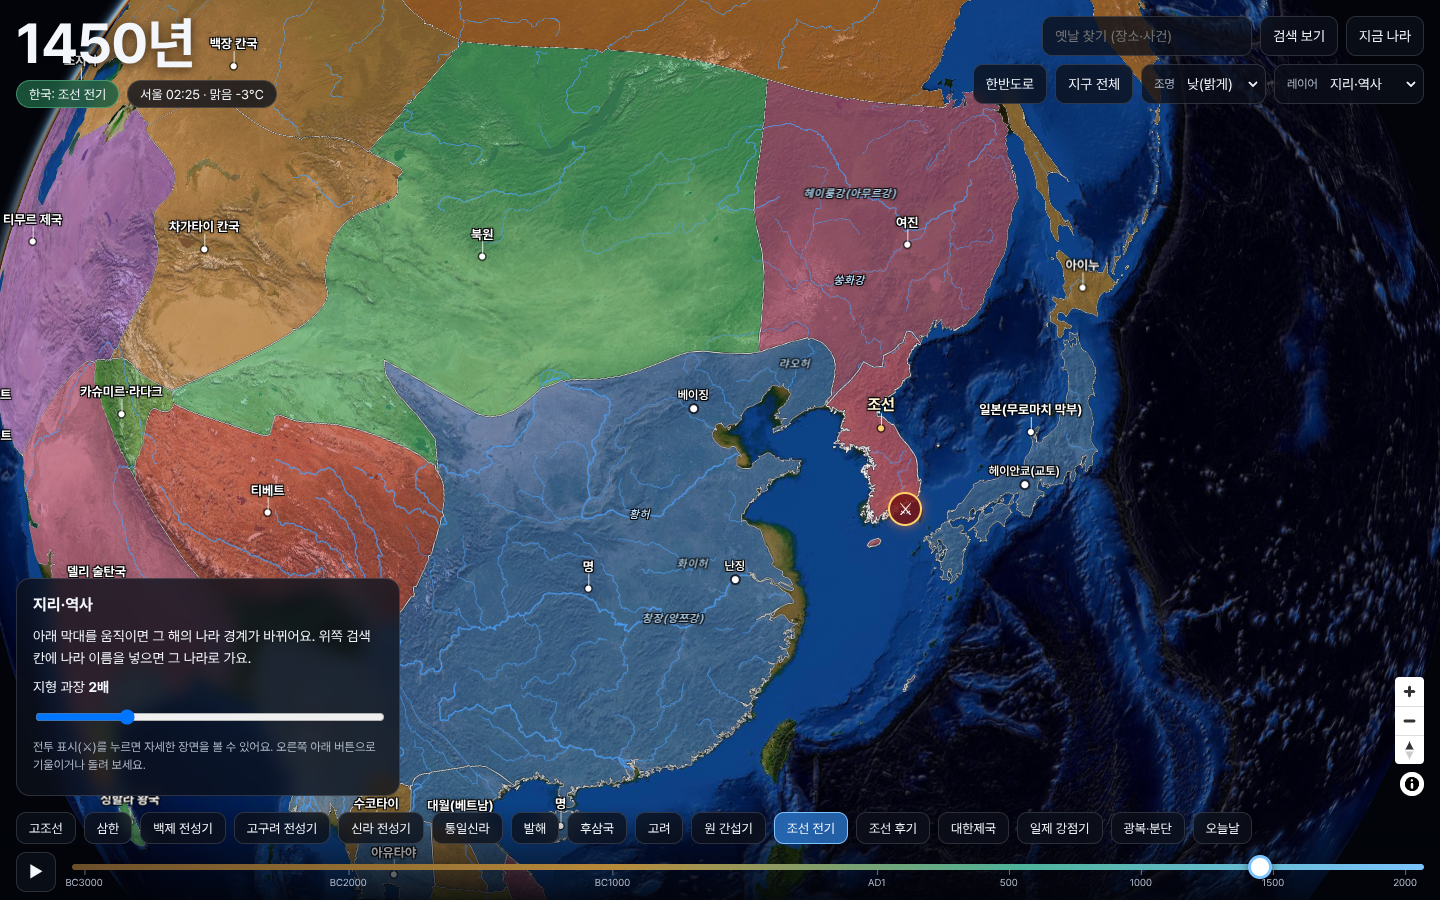 1450년
백장 칸국
한국: 조선 전기
서울 02:25 · 맑음 -3°C
옛날 찾기 (장소·사건)
검색 보기
지금 나라
한반도로
지구 전체
조명 낮(밝게)
레이어 지리·역사
헤이룽강(아무르강)
티무르 제국
차가타이 칸국
북원
여진
아이누
쑹화강
라오허
카슈미르·라다크
트
베이징
조선
일본(무로마치 막부)
트
헤이안쿄(교토)
티베트
황허
명
화이허
난징
델리 술탄국
창장(양쯔강)
지리·역사
아래 막대를 움직이면 그 해의 나라 경계가 바뀌어요. 위쪽 검색
칸에 나라 이름을 넣으면 그 나라로 가요.
지형 과장 2배
전투 표시(⚔)를 누르면 자세한 장면을 볼 수 있어요. 오른쪽 아래 버튼으로
기울이거나 돌려 보세요.
싱할라 왕국
수코타이
대월(베트남)
명
고조선
삼한
백제 전성기
고구려 전성기
신라 전성기
통일신라
발해
후삼국
고려
원 간섭기
조선 전기
조선 후기
대한제국
일제 강점기
광복·분단
오늘날
아유타야
BC3000
BC2000
BC1000
AD1
500
1000
1500
2000